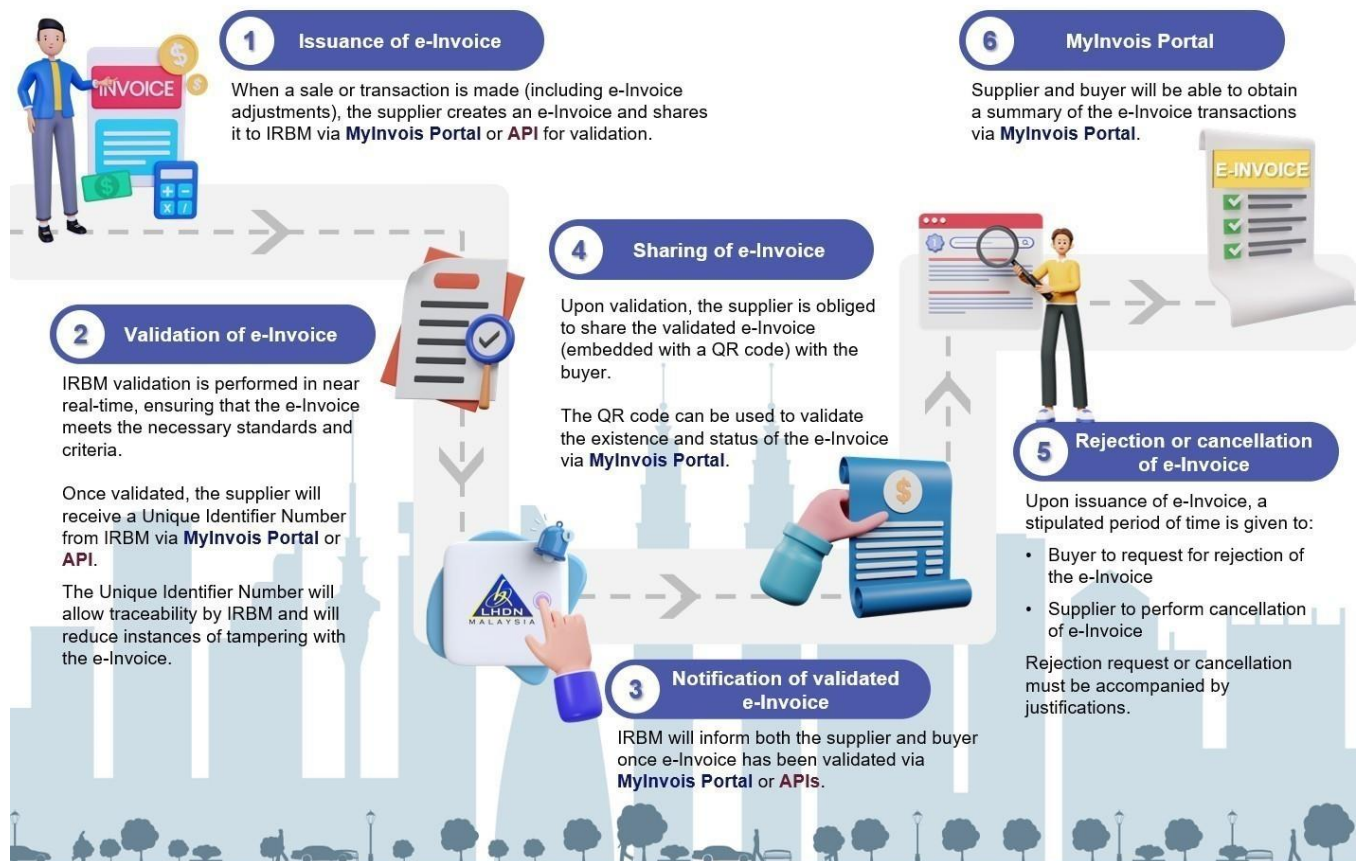 1
Issuance of e-Invoice
When a sale or transaction is made (including e-Invoice
adjustments), the supplier creates an e-Invoice and shares
it to IRBM via MyInvois Portal or API for validation.
INVOICE
2
Validation of e-Invoice
IRBM validation is performed in near
real-time, ensuring that the e-Invoice
meets the necessary standards and
criteria.
Once validated, the supplier will
receive a Unique Identifier Number
from IRBM via MyInvois Portal or
API.
The Unique Identifier Number will
allow traceability by IRBM and will
reduce instances of tampering with
the e-Invoice.
LHDN
MALAYSIA
3
Notification of validated
e-Invoice
IRBM will inform both the supplier and buyer
once e-Invoice has been validated via
MyInvois Portal or APIs.
4
Sharing of e-Invoice
Upon validation, the supplier is obliged
to share the validated e-Invoice
(embedded with a QR code) with the
buyer.
The QR code can be used to validate
the existence and status of the e-Invoice
via MyInvois Portal.
5
Rejection or cancellation
of e-Invoice
Upon issuance of e-Invoice, a
stipulated period of time is given to:
• Buyer to request for rejection of
the e-Invoice
• Supplier to perform cancellation
of e-Invoice
Rejection request or cancellation
must be accompanied by
justifications.
6
MyInvois Portal
Supplier and buyer will be able to obtain
a summary of the e-Invoice transactions
via MyInvois Portal.
E-INVOICE